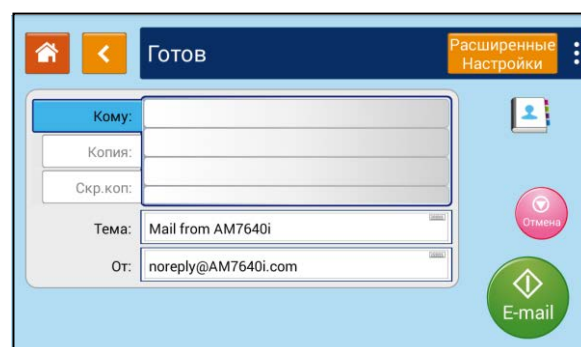 Готов
Расширенные
Настройки
Кому:
Копия:
Скр.коп:
Тема: Mail from AM7640i
От: noreply@AM7640i.com
Отмена
E-mail